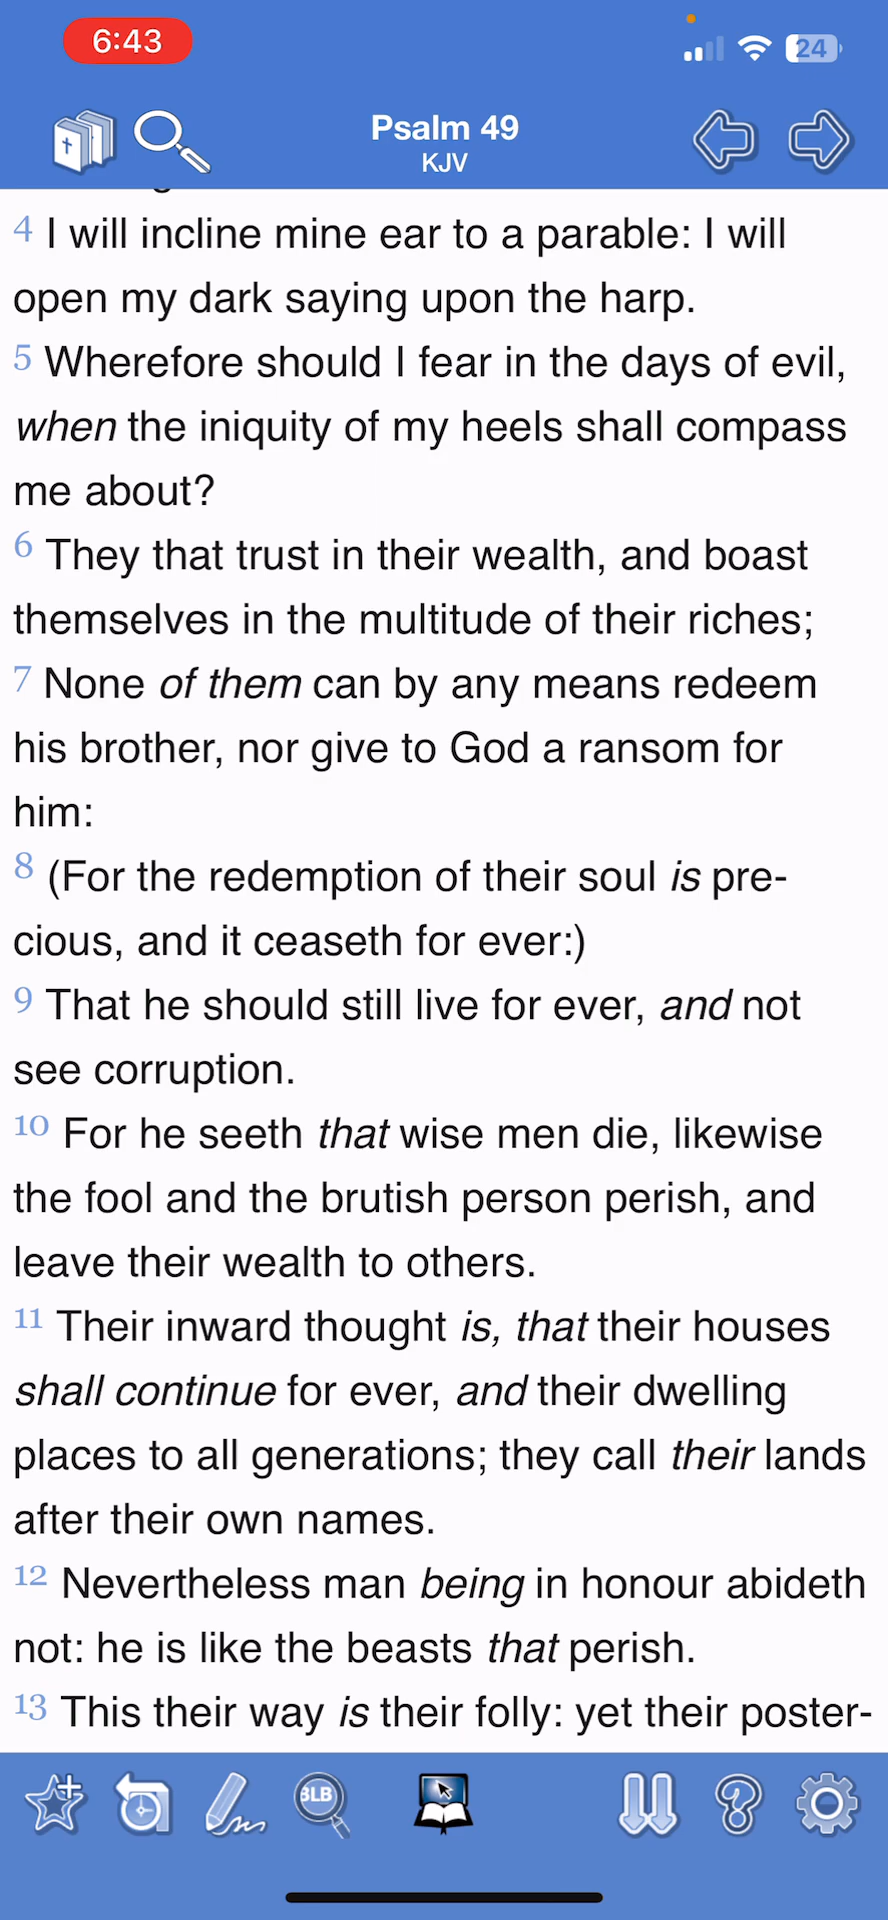 6:43
24
Psalm 49
KJV
4 I will incline mine ear to a parable: I will
open my dark saying upon the harp.
5 Wherefore should I fear in the days of evil,
when the iniquity of my heels shall compass
me about?
6 They that trust in their wealth, and boast
themselves in the multitude of their riches;
7 None of them can by any means redeem
his brother, nor give to God a ransom for
him:
8 (For the redemption of their soul is pre-
cious, and it ceaseth for ever:)
9 That he should still live for ever, and not
see corruption.
10 For he seeth that wise men die, likewise
the fool and the brutish person perish, and
leave their wealth to others.
11 Their inward thought is, that their houses
shall continue for ever, and their dwelling
places to all generations; they call their lands
after their own names.
12 Nevertheless man being in honour abideth
not: he is like the beasts that perish.
13 This their way is their folly: yet their poster-
BLB